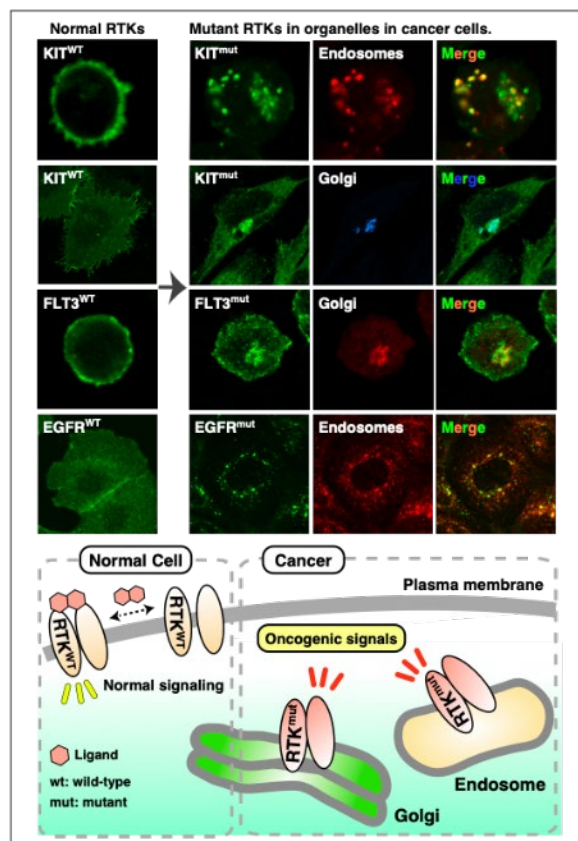 Normal RTKs
Mutant RTKs in organelles in cancer cells.
KITWT
KITmut
Endosomes
Merge
KITWT
KITmut
Golgi
Merge
FLT3WT
FLT3mut
Golgi
Merge
EGFRWT
EGFRmut
Endosomes
Merge
Normal Cell
Cancer
Plasma membrane
RTKWT
RTKWT
Oncogenic signals
Normal signaling
RTKmut
RTKmut
Ligand
wt: wild-type
mut: mutant
Endosome
Golgi